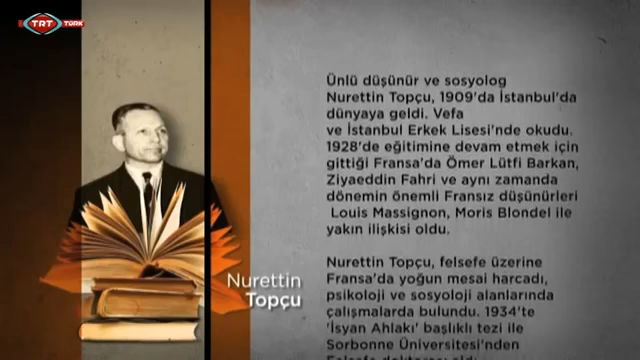 TRT TÜRK
Ünlü düşünür ve sosyolog
Nurettin Topçu, 1909'da İstanbul'da
dünyaya geldi. Vefa
ve İstanbul Erkek Lisesi'nde okudu.
1928'de eğitimine devam etmek için
gittiği Fransa'da Ömer Lütfi Barkan,
Ziyaeddin Fahri ve aynı zamanda
dönemin önemli Fransız düşünürleri
Louis Massignon, Moris Blondel ile
yakın ilişkisi oldu.
Nurettin Topçu, felsefe üzerine
Fransa'da yoğun mesai harcadı,
psikoloji ve sosyoloji alanlarında
çalışmalarda bulundu. 1934'te
'İsyan Ahlakı' başlıklı tezi ile
Sorbonne Üniversitesi'nden
Nurettin
Topçu